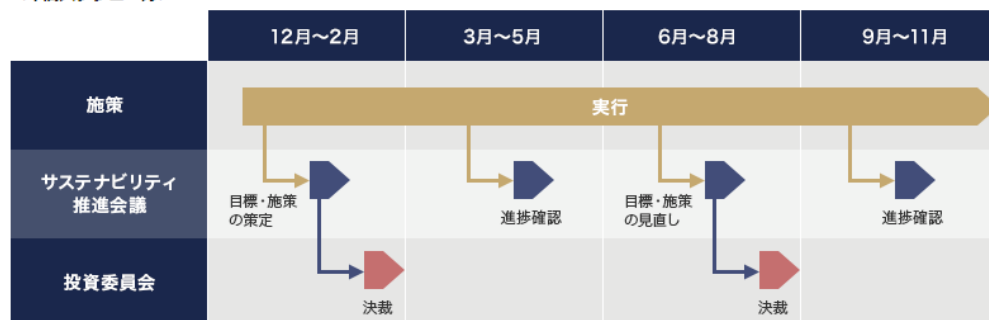 12月～2月
3月～5月
6月～8月
9月～11月
施策
実行
サステナビリティ
推進会議
目標・施策
の策定
進捗確認
目標・施策
の見直し
進捗確認
投資委員会
決裁
決裁